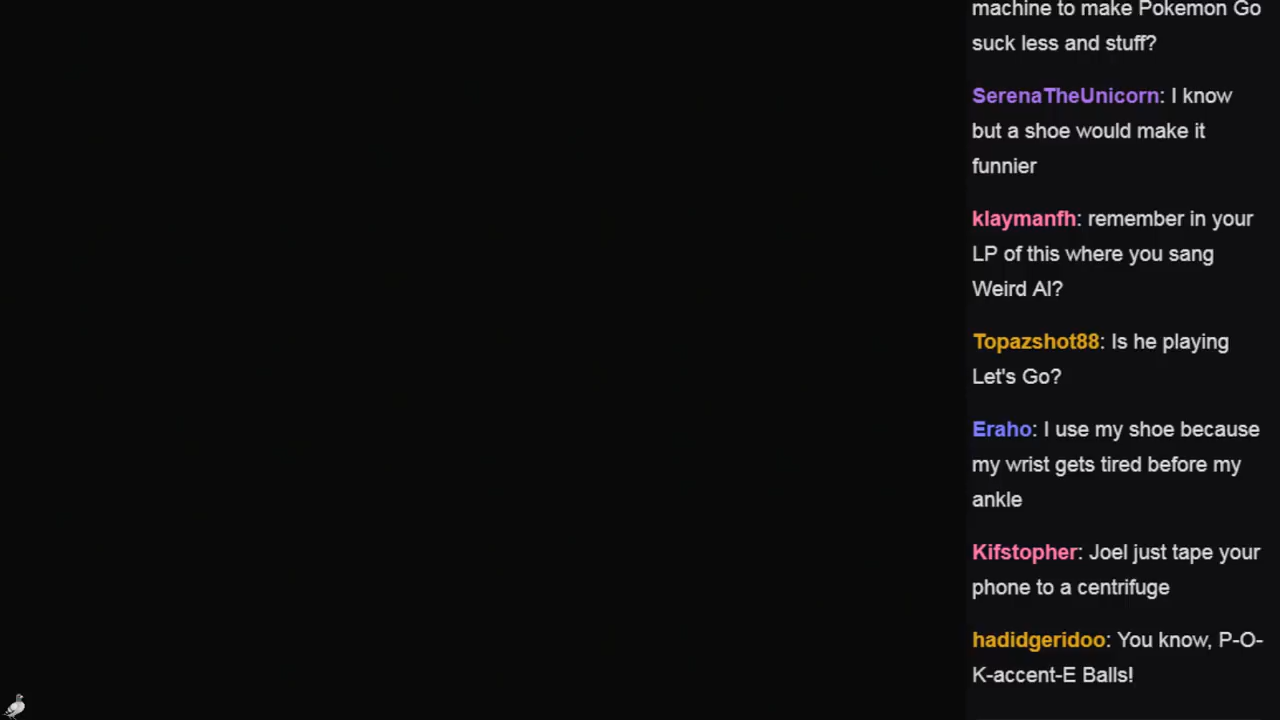 machine to make Pokemon Go
suck less and stuff?
SerenaTheUnicorn: I know
but a shoe would make it
funnier
klaymanfh: remember in your
LP of this where you sang
Weird Al?
Topazshot88: Is he playing
Let's Go?
Eraho: I use my shoe because
my wrist gets tired before my
ankle
Kifstopher: Joel just tape your
phone to a centrifuge
hadidgeridoo: You know, P-O-
K-accent-E Balls!